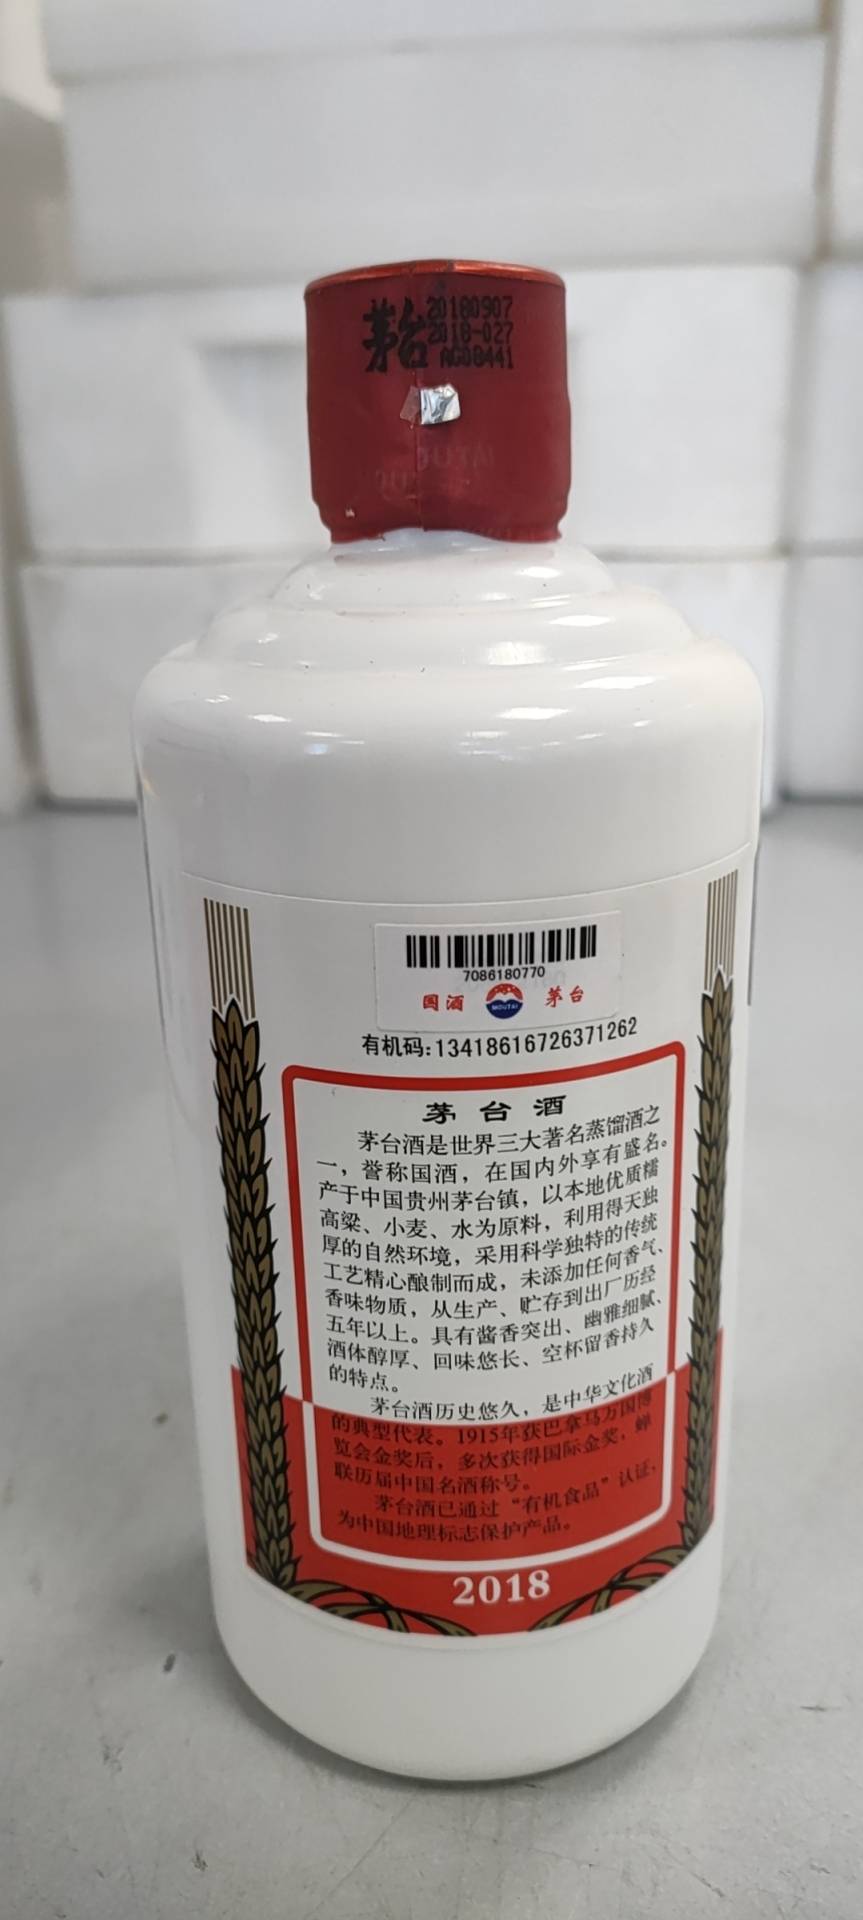 茅台
20180907
2018-027
AG08441
7086180770
国酒
MOUTAI
茅台
有机码:13418616726371262
茅台酒
茅台酒是世界三大著名蒸馏酒之
一，誉称国酒，在国内外享有盛名。
产于中国贵州茅台镇，以本地优质糯
高粱、小麦、水为原料，利用得天独
厚的自然环境，采用科学独特的传统
工艺精心酿制而成，未添加任何香气、
香味物质，从生产、贮存到出厂历经
五年以上。具有酱香突出、幽雅细腻、
酒体醇厚、回味悠长、空杯留香持久
的特点。
茅台酒历史悠久，是中华文化酒
的典型代表。1915年获巴拿马万国博
览会金奖后，多次获得国际金奖，蝉
联历届中国名酒称号。
茅台酒已通过“有机食品”认证，
为中国地理标志保护产品。
2018